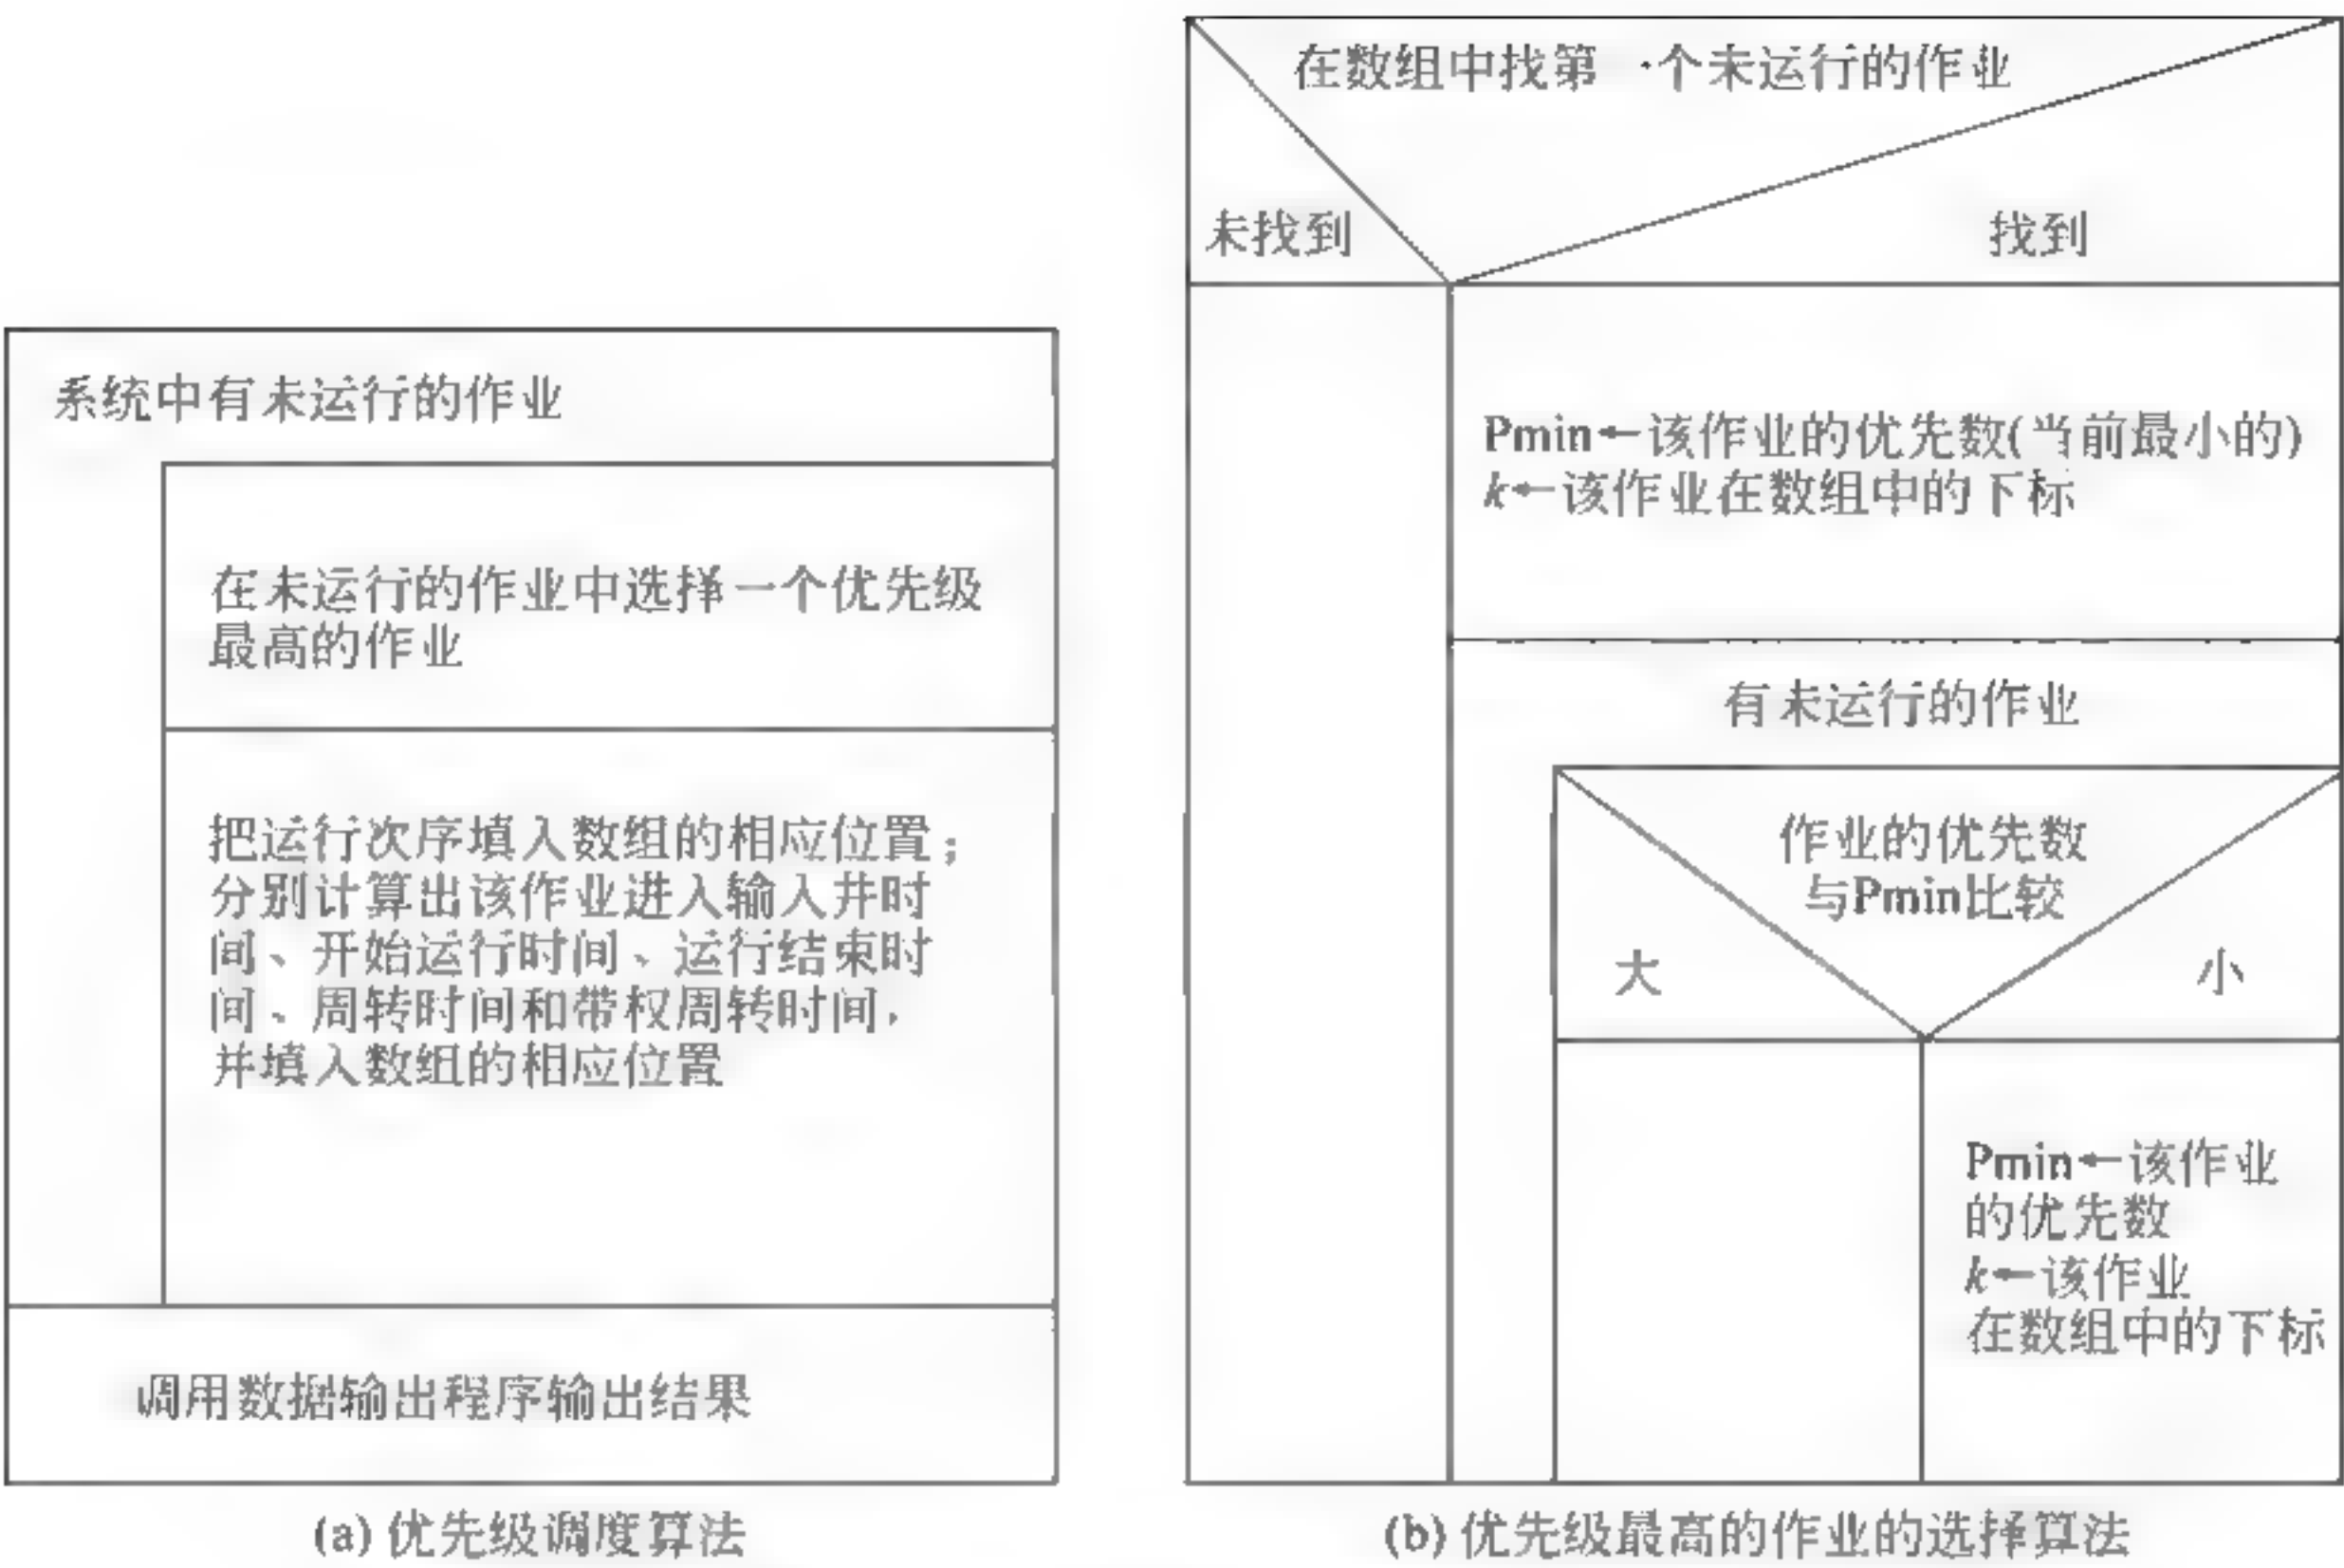 系统中有未运行的作业
在未运行的作业中选择一个优先级
最高的作业
把运行次序填入数组的相应位置；
分别计算出该作业进入输入井时
间、开始运行时间、运行结束时
间、周转时间和带权周转时间，
并填入数组的相应位置
调用数据输出程序输出结果
(a) 优先级调度算法
在数组中找第一个未运行的作业
未找到
找到
Pmin←该作业的优先数(当前最小的)
k←该作业在数组中的下标
有未运行的作业
作业的优先数
与Pmin比较
大
小
Pmin←该作业
的优先数
k←该作业
在数组中的下标
(b) 优先级最高的作业的选择算法